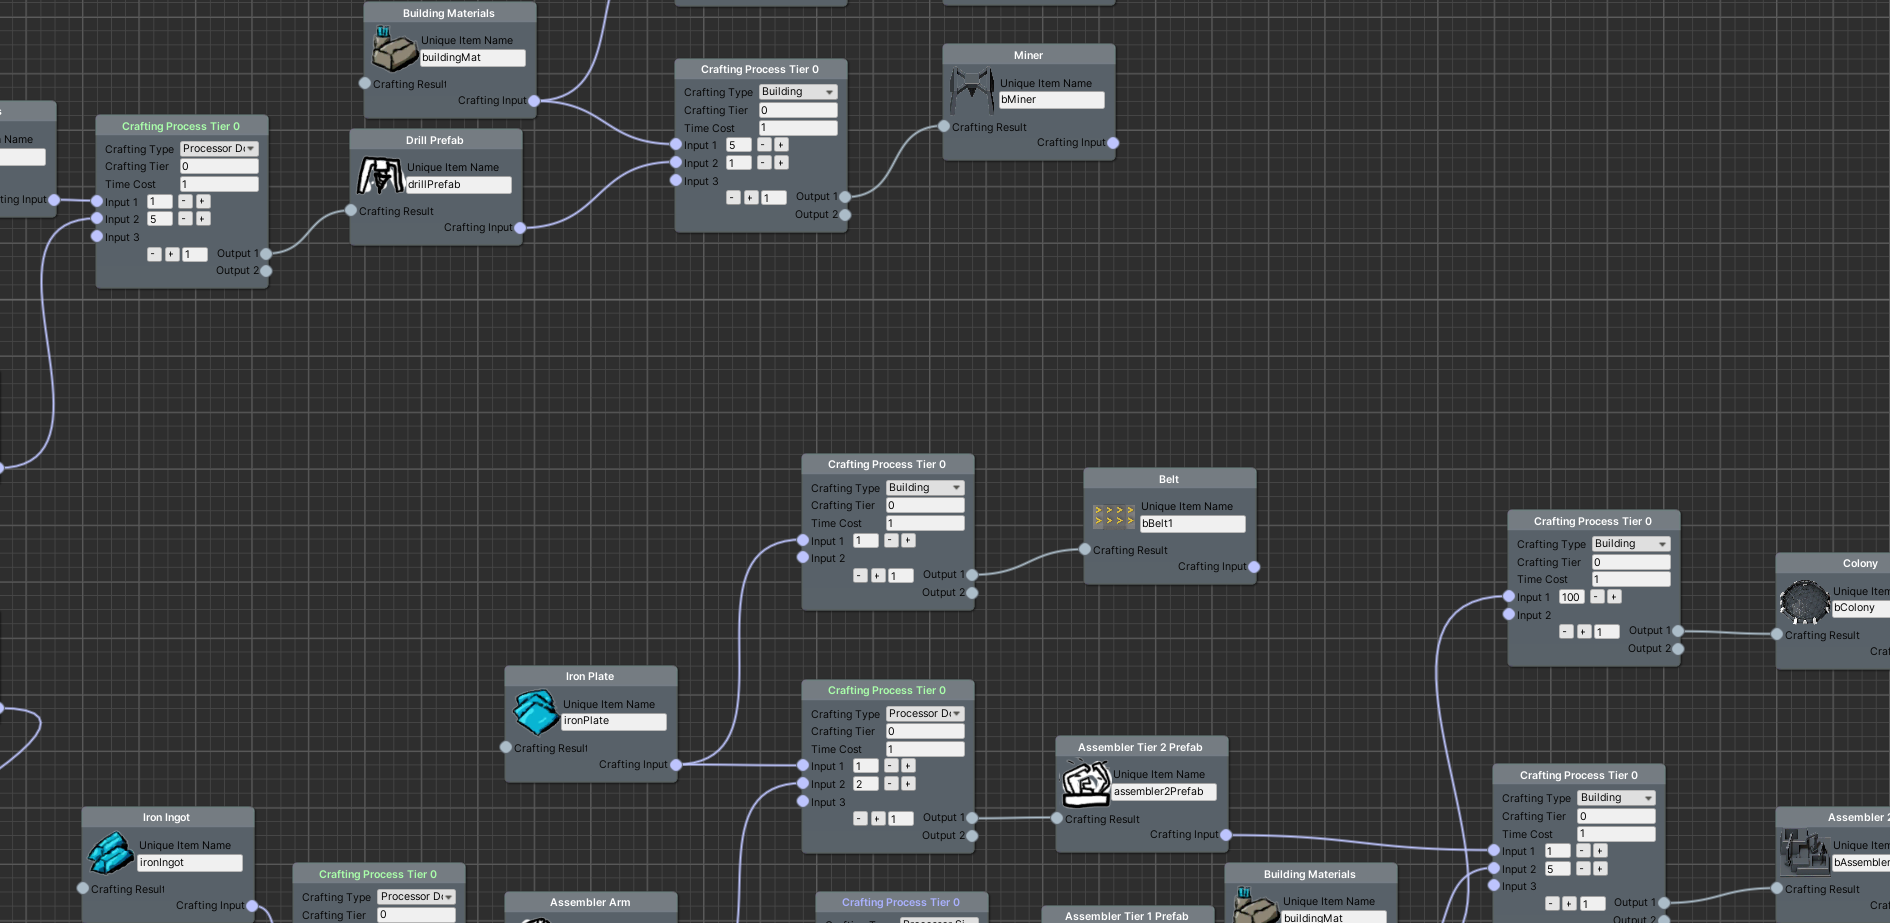 Building Materials
Unique Item Name
buildingMat
Crafting Result
Crafting Input
Crafting Process Tier 0
Crafting Type Building
Crafting Tier 0
Time Cost 1
Input 1 5 - +
Input 2 1 - +
Input 3
- + 1 Output 1
Output 2
Miner
Unique Item Name
bMiner
Crafting Result
Crafting Input
Crafting Process Tier 0
Crafting Type
Crafting Tier 0
Time Cost 1
Input 1 1 - +
Input 2 5 - +
Input 3
- + 1 Output 1
Output 2
Drill Prefab
Unique Item Name
drillPrefab
Crafting Result
Crafting Input
Name
Input
Crafting Process Tier 0
Crafting Type Building
Crafting Tier 0
Time Cost 1
Input 1 1 - +
Input 2
- + 1 Output 1
Output 2
Belt
Unique Item Name
bBelt1
Crafting Result
Crafting Input
Crafting Process Tier 0
Crafting Type Building
Crafting Tier 0
Time Cost 1
Input 1 100 - +
Input 2
- + 1 Output 1
Output 2
Colony
Unique
bColony
Crafting Result
Iron Plate
Unique Item Name
ironPlate
Crafting Result
Crafting Input
Crafting Process Tier 0
Crafting Type Processor
Crafting Tier 0
Time Cost 1
Input 1 1 - +
Input 2 2 - +
Input 3
- + 1 Output 1
Output 2
Assembler Tier 2 Prefab
Unique Item Name
assembler2Prefab
Crafting Result
Crafting Input
Crafting Process Tier 0
Crafting Type Building
Crafting Tier 0
Time Cost 1
Input 1 1 - +
Input 2 5 - +
Input 3
- + 1 Output 1
Output 2
Assembler 2
Unique
bAssembler
Crafting Result
Iron Ingot
Unique Item Name
ironIngot
Crafting Result
Crafting Input
Crafting Process Tier 0
Crafting Type Processor
Crafting Tier 0
Assembler Arm
Crafting Process Tier 0
Assembler Tier 1 Prefab
Building Materials
Unique Item Name
buildingMat